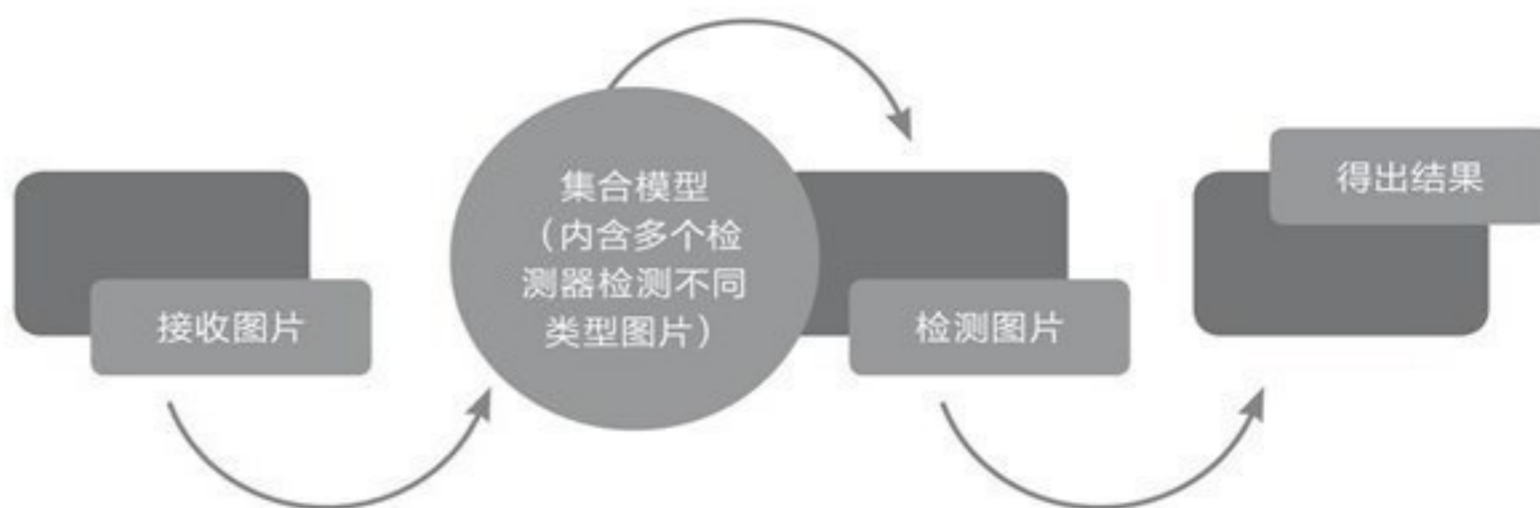 接收图片
集合模型
（内含多个检
测器检测不同
类型图片）
检测图片
得出结果